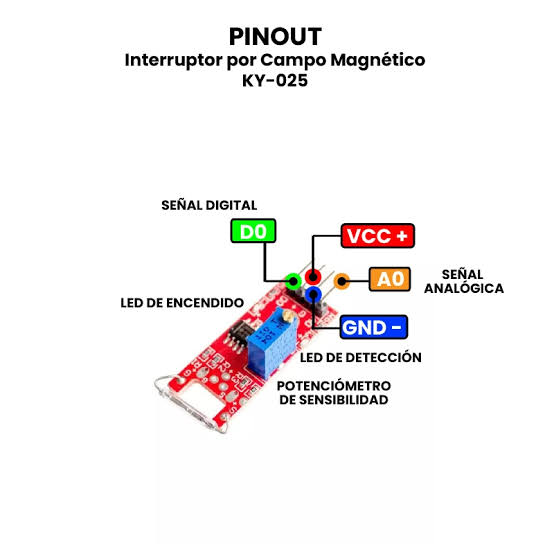 PINOUT
Interruptor por Campo Magnético
KY-025
SEÑAL DIGITAL
D0
VCC +
A0
SEÑAL
ANALÓGICA
LED DE ENCENDIDO
GND -
LED DE DETECCIÓN
POTENCIÓMETRO
DE SENSIBILIDAD